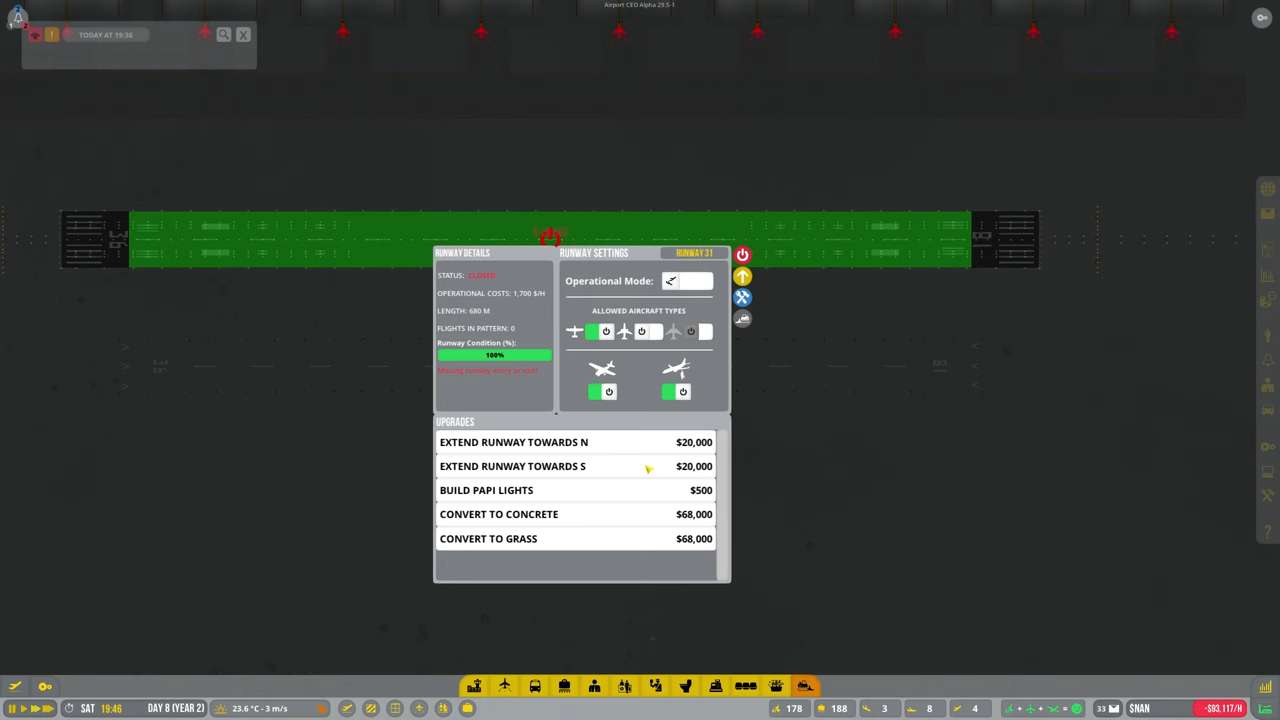 Airport CEO Alpha 29.5-1
TODAY AT 19:36
X
RUNWAY DETAILS
RUNWAY SETTINGS
RUNWAY 31
STATUS: CLOSED
OPERATIONAL COSTS: 1,700 $/H
LENGTH: 680 M
FLIGHTS IN PATTERN: 0
Runway Condition (%):
100%
Missing runway entry or exit!
Operational Mode:
ALLOWED AIRCRAFT TYPES
UPGRADES
EXTEND RUNWAY TOWARDS N $20,000
EXTEND RUNWAY TOWARDS S $20,000
BUILD PAPI LIGHTS $500
CONVERT TO CONCRETE $68,000
CONVERT TO GRASS $68,000
SAT 19:46 DAY 8 (YEAR 2) 23.6 °C - 3 m/s
178 188 3 8 4 33 $NAN -$93,117/H